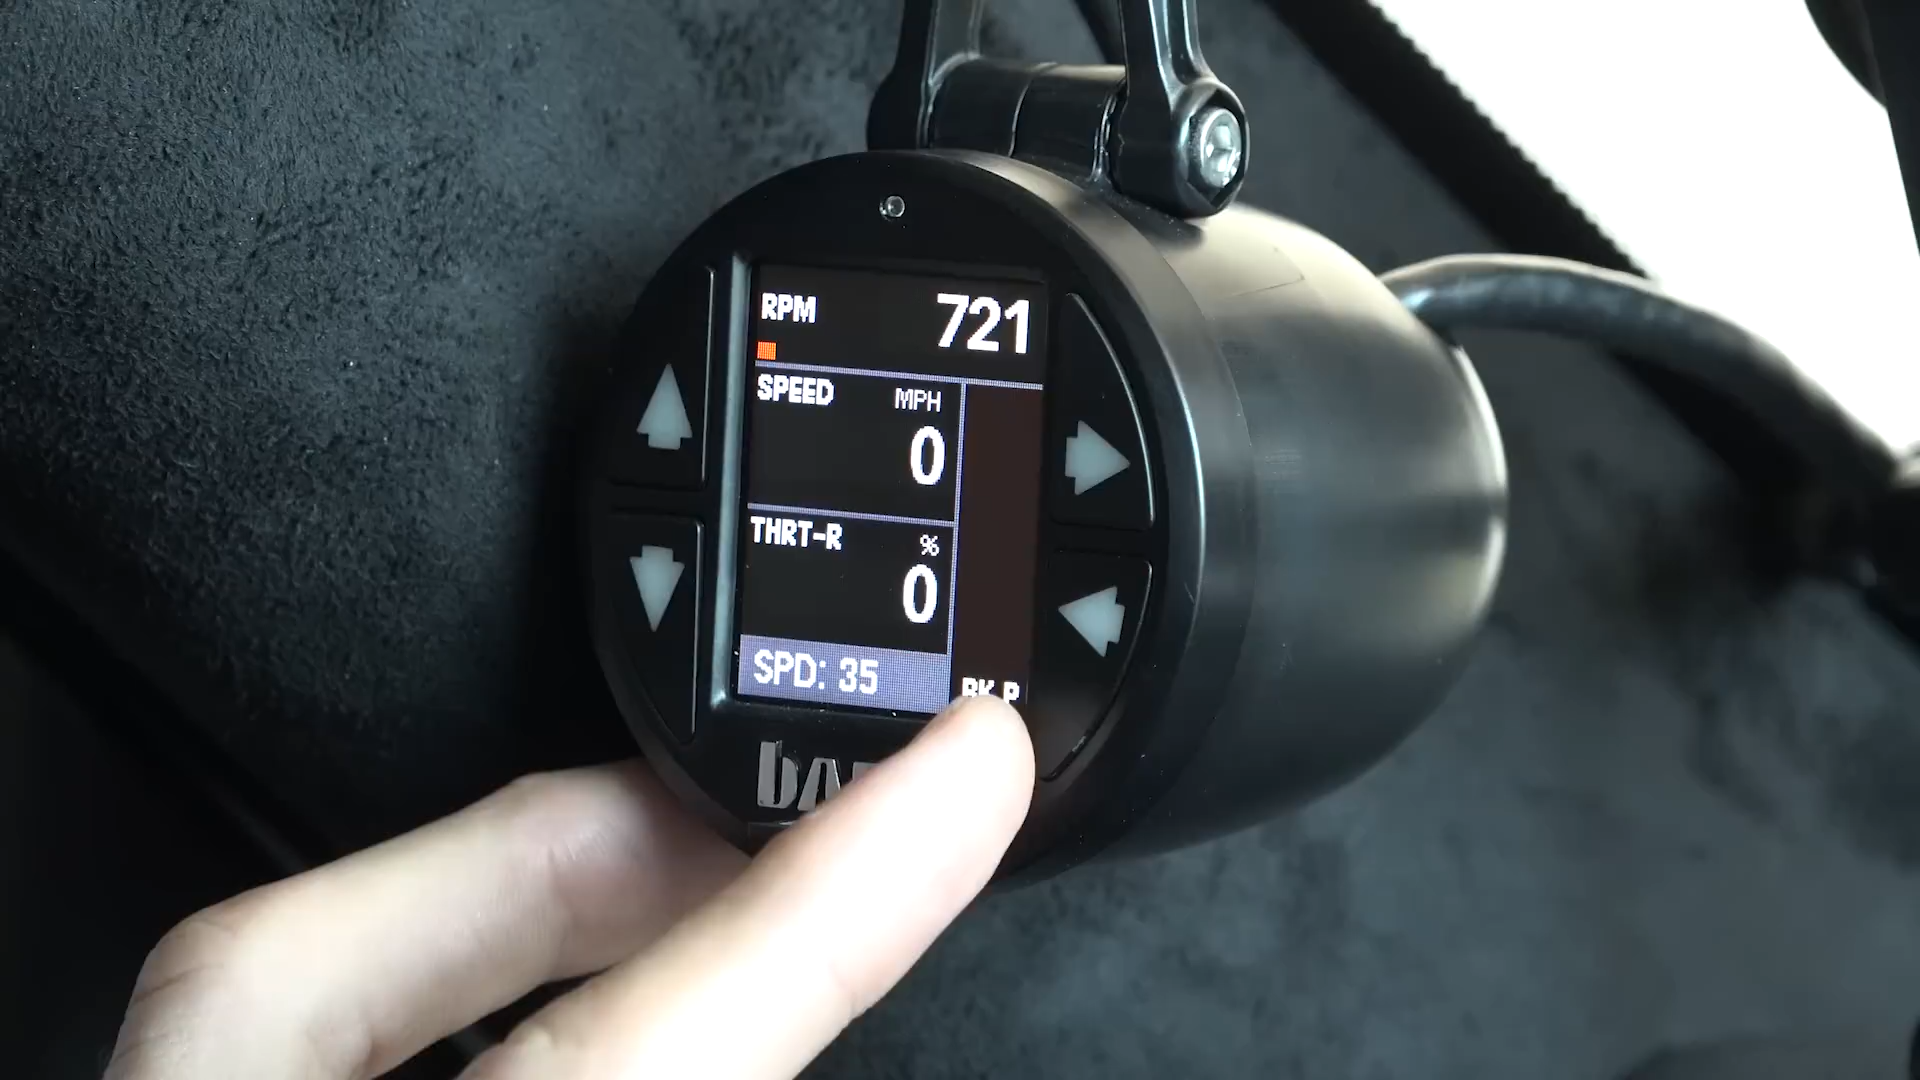 RPM 721
SPEED MPH
0
THRT-R %
0
SPD: 35